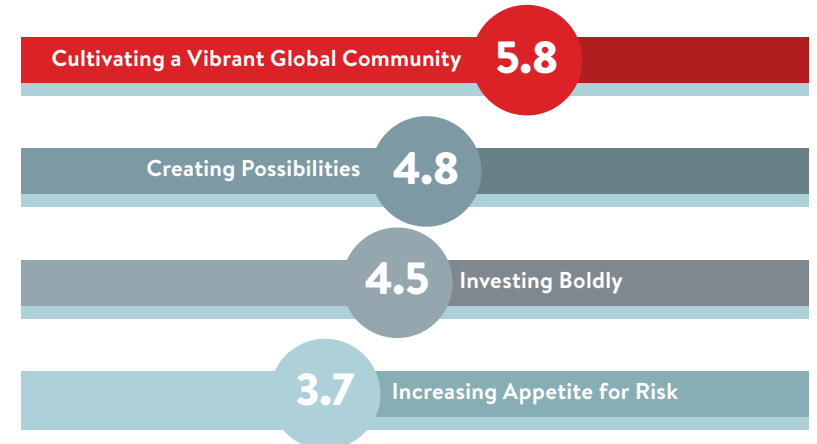 Cultivating a Vibrant Global Community 5.8
Creating Possibilities 4.8
4.5 Investing Boldly
3.7 Increasing Appetite for Risk